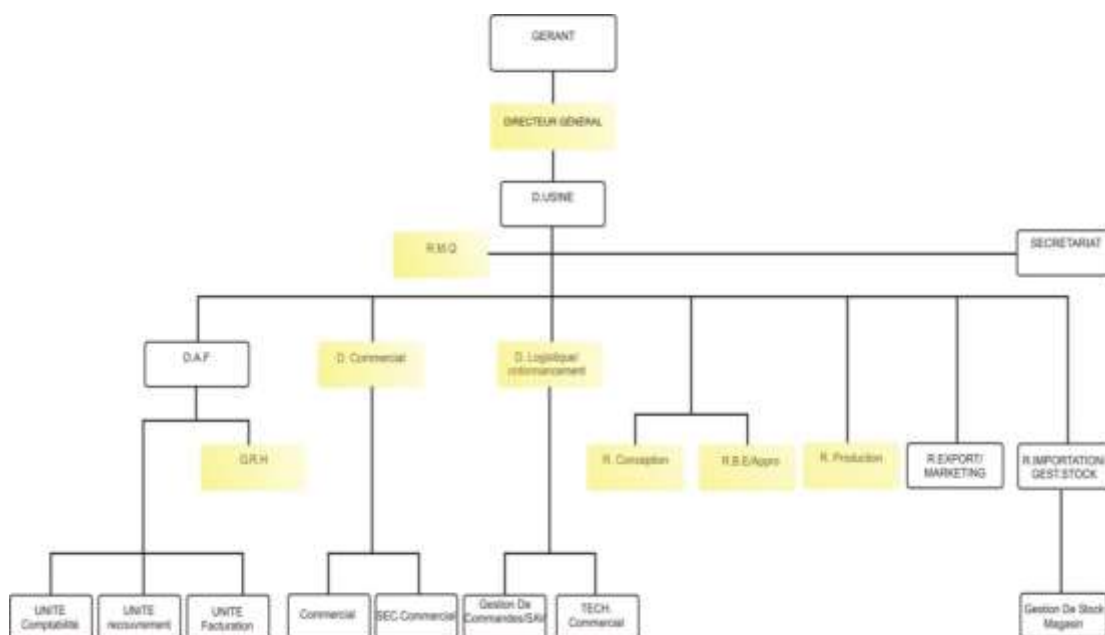 GERANT
DIRECTEUR GÉNÉRAL
D.USINE
R.M.Q
SECRETARIAT
D.A.F
D. Commercial
D. Logistique/
ordonnancement
G.R.H
R. Conception
R.B.E/Appro
R. Production
R.EXPORT/
MARKETING
R.IMPORTATION
GEST.STOCK
UNITE
Comptabilité
UNITE
recouvrement
UNITE
Facturation
Commercial
SEC.Commercial
Gestion De
Commandes/SAV
TECH.
Commercial
Gestion De Stock
Magasin